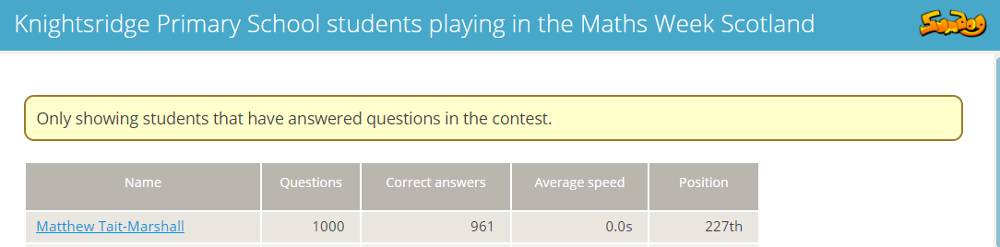 Knightsridge Primary School students playing in the Maths Week Scotland
Sumdog
Only showing students that have answered questions in the contest.
Name Questions Correct answers Average speed Position
Matthew Tait-Marshall 1000 961 0.0s 227th